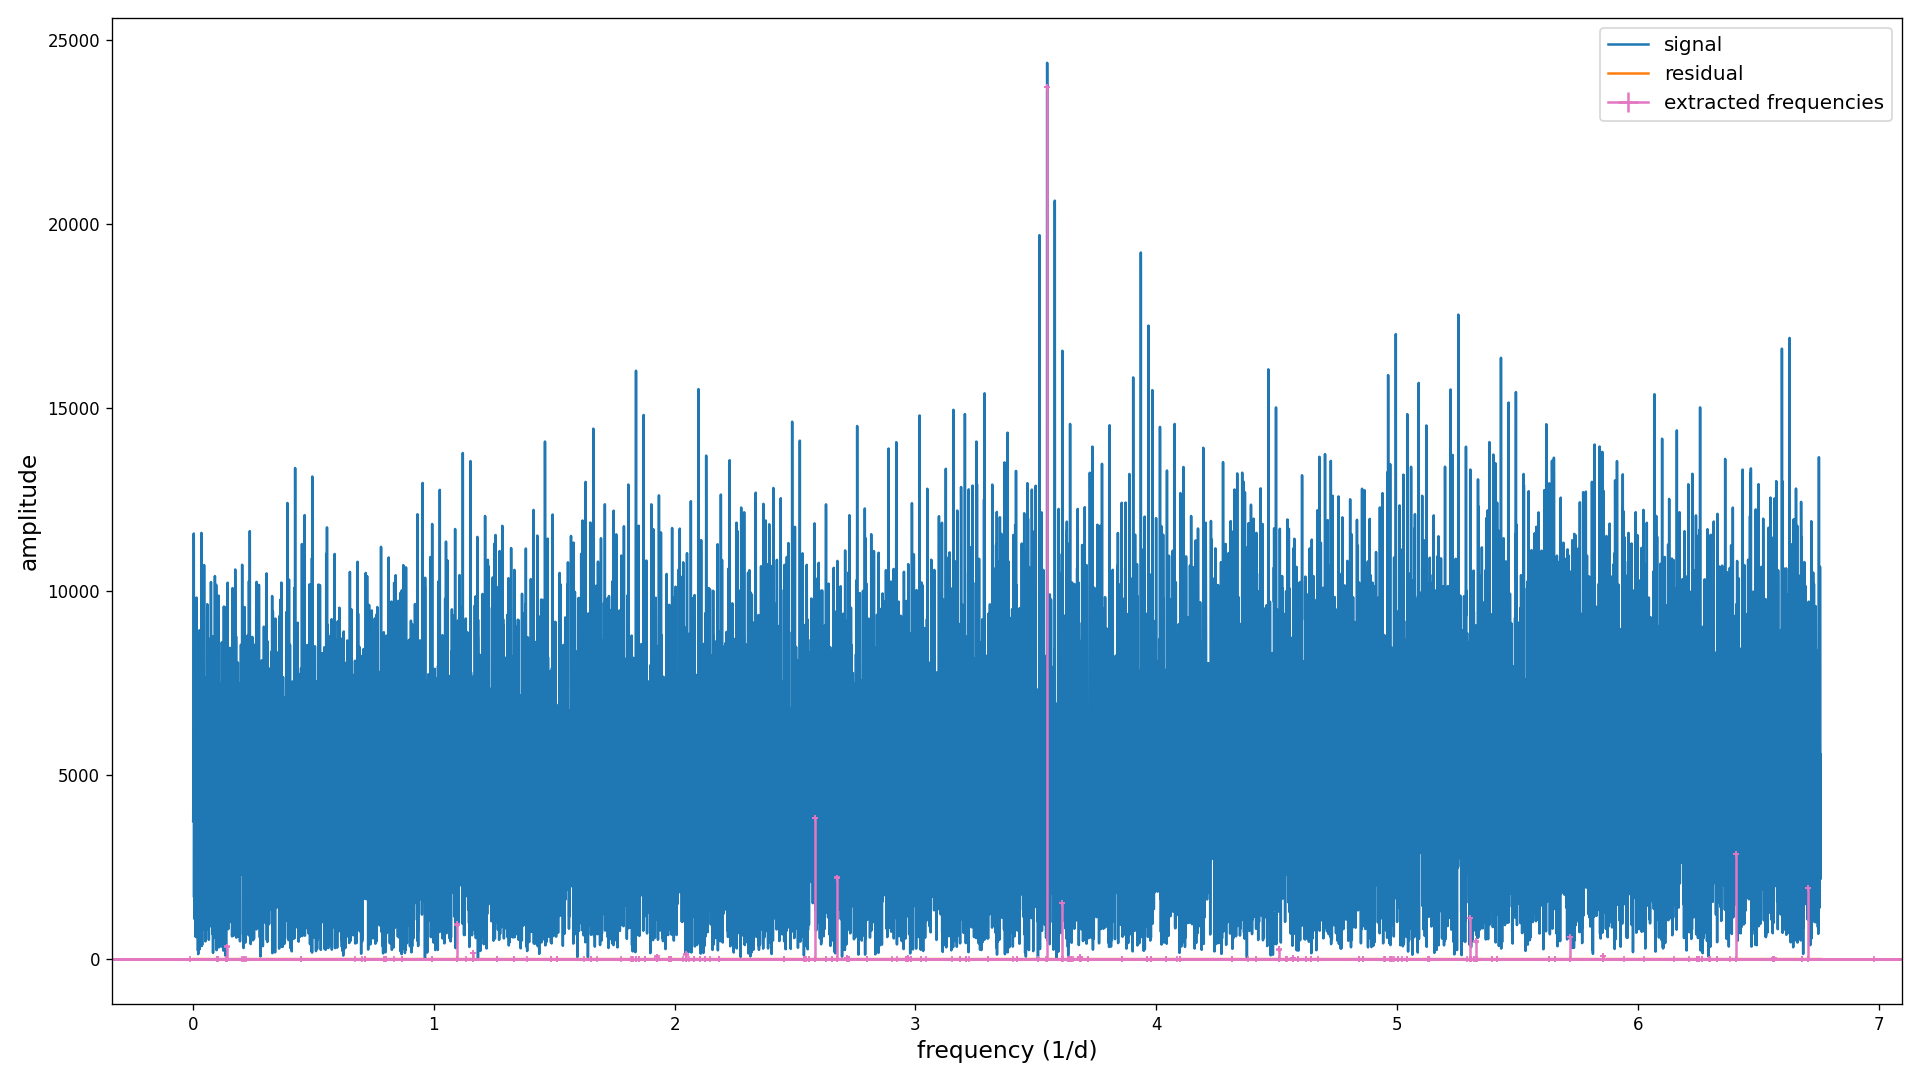 25000
20000
15000
10000
5000
0
amplitude
0 1 2 3 4 5 6 7
frequency (1/d)
signal
residual
extracted frequencies